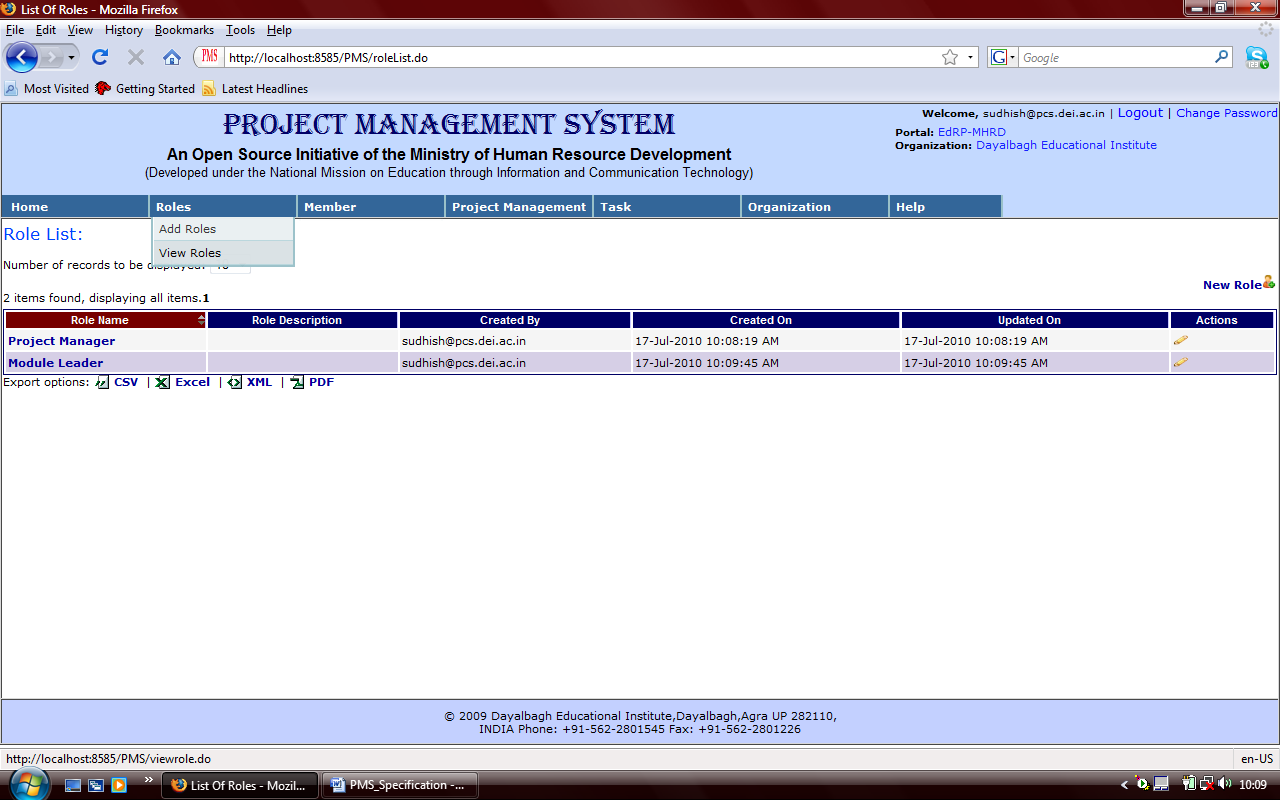 List Of Roles - Mozilla Firefox
File Edit View History Bookmarks Tools Help
PMS http://localhost:8585/PMS/roleList.do G Google
Most Visited Getting Started Latest Headlines
PROJECT MANAGEMENT SYSTEM
An Open Source Initiative of the Ministry of Human Resource Development
(Developed under the National Mission on Education through Information and Communication Technology)
Welcome, sudhish@pcs.dei.ac.in | Logout | Change Password
Portal: EdRP-MHRD
Organization: Dayalbagh Educational Institute
Home Roles Member Project Management Task Organization Help
Add Roles
View Roles
Role List:
Number of records to be displayed:
New Role
2 items found, displaying all items.1
Role Name Role Description Created By Created On Updated On Actions
Project Manager sudhish@pcs.dei.ac.in 17-Jul-2010 10:08:19 AM 17-Jul-2010 10:08:19 AM
Module Leader sudhish@pcs.dei.ac.in 17-Jul-2010 10:09:45 AM 17-Jul-2010 10:09:45 AM
Export options: CSV | Excel | XML | PDF
© 2009 Dayalbagh Educational Institute,Dayalbagh,Agra UP 282110,
INDIA Phone: +91-562-2801545 Fax: +91-562-2801226
http://localhost:8585/PMS/viewrole.do en-US
» List Of Roles - Mozil... PMS_Specification -... < 10:09